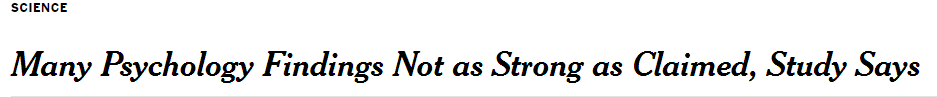 SCIENCE
Many Psychology Findings Not as Strong as Claimed, Study Says